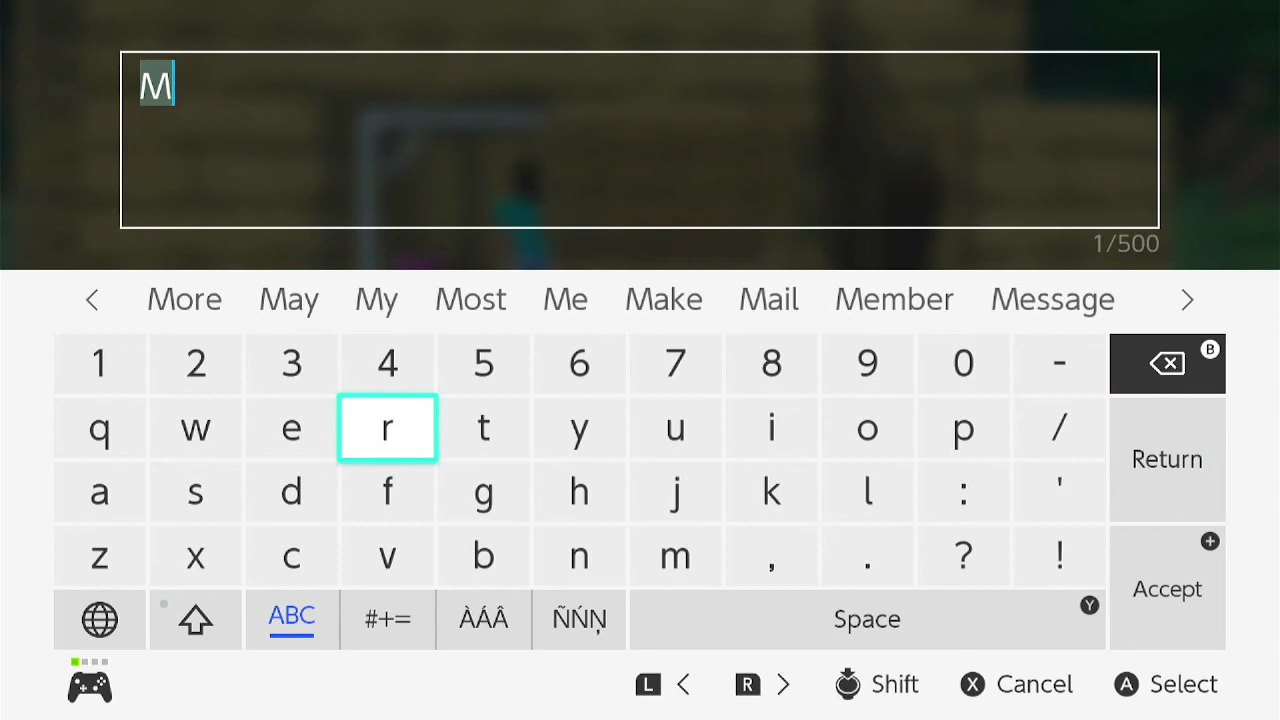 M
1/500
More May My Most Me Make Mail Member Message
1 2 3 4 5 6 7 8 9 0 - B
q w e r t y u i o p / Return
a s d f g h j k l : '
z x c v b n m , . ? ! + Accept
ABC #+= ÀÁÂ ÑŃŅ Space Y
L R Shift X Cancel A Select